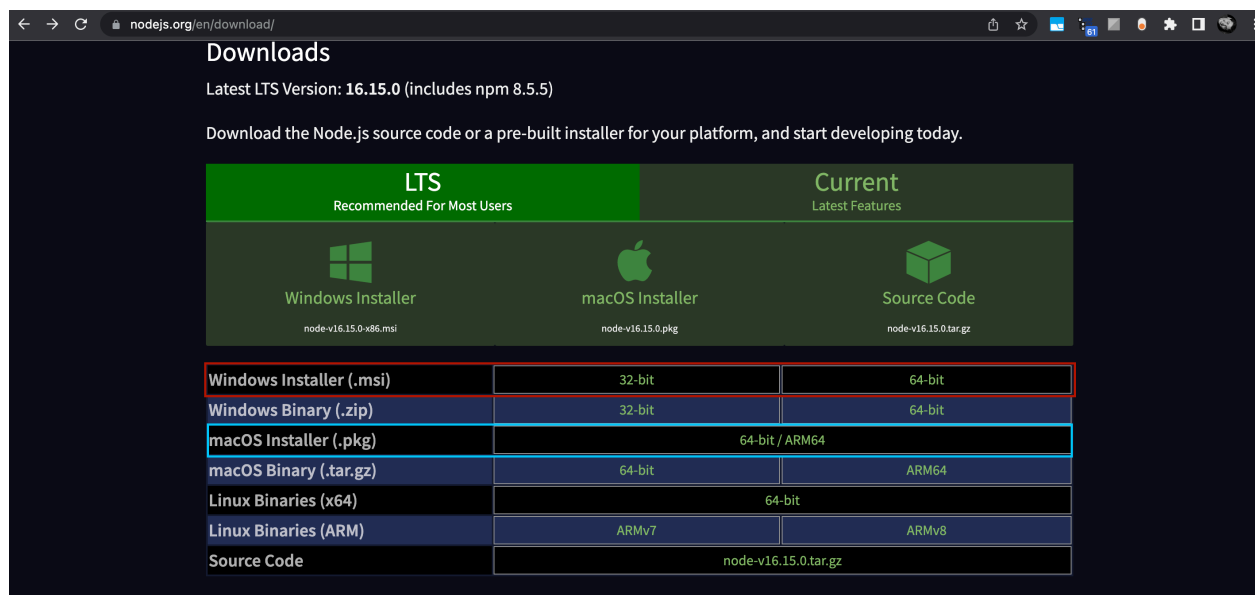 nodejs.org/en/download/
61
Downloads
Latest LTS Version: 16.15.0 (includes npm 8.5.5)
Download the Node.js source code or a pre-built installer for your platform, and start developing today.
LTS
Recommended For Most Users
Current
Latest Features
Windows Installer
node-v16.15.0-x86.msi
macOS Installer
node-v16.15.0.pkg
Source Code
node-v16.15.0.tar.gz
Windows Installer (.msi) 32-bit 64-bit
Windows Binary (.zip) 32-bit 64-bit
macOS Installer (.pkg) 64-bit / ARM64
macOS Binary (.tar.gz) 64-bit ARM64
Linux Binaries (x64) 64-bit
Linux Binaries (ARM) ARMv7 ARMv8
Source Code node-v16.15.0.tar.gz